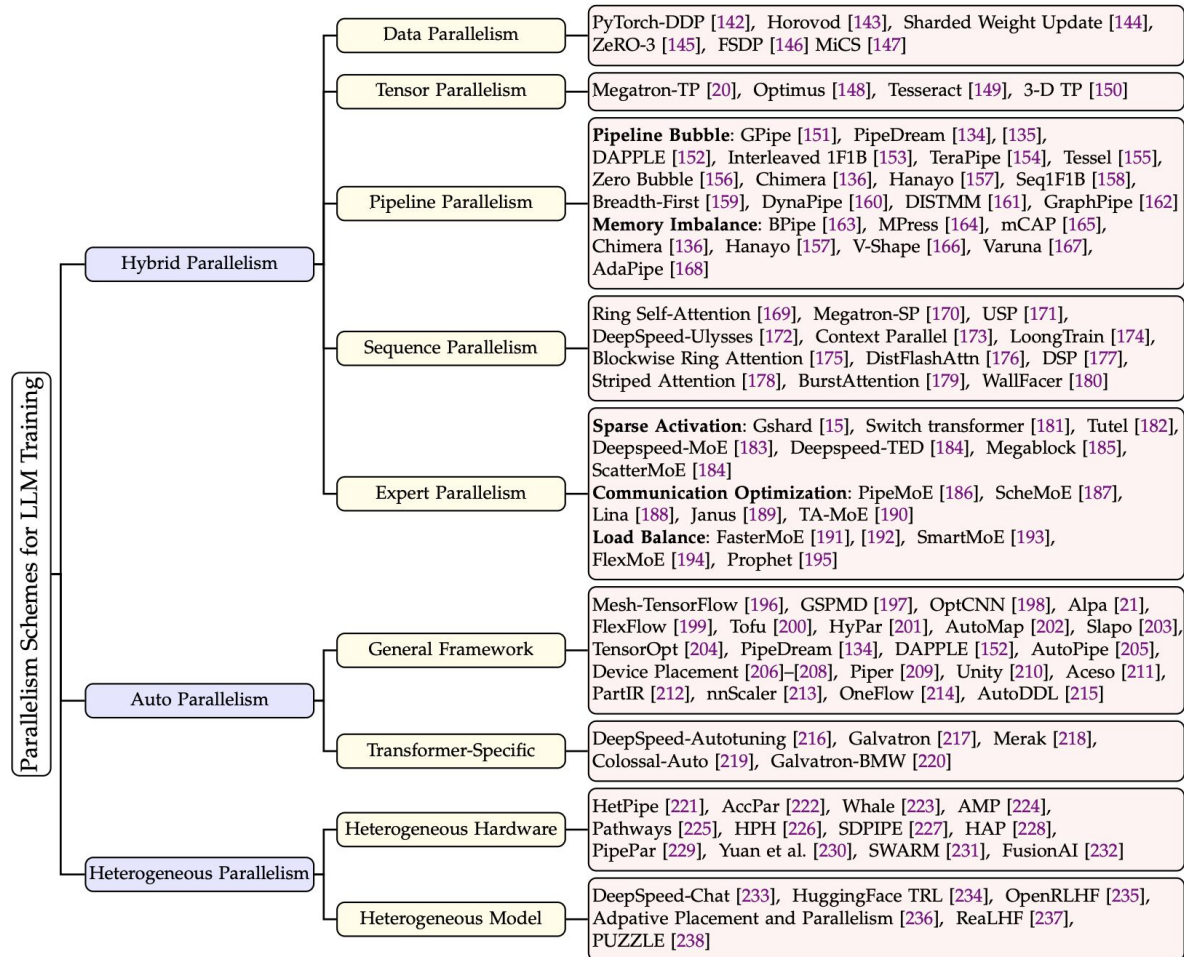 Parallelism Schemes for LLM Training
Hybrid Parallelism
Data Parallelism
PyTorch-DDP [142], Horovod [143], Sharded Weight Update [144],
ZeRO-3 [145], FSDP [146] MiCS [147]
Tensor Parallelism
Megatron-TP [20], Optimus [148], Tesseract [149], 3-D TP [150]
Pipeline Parallelism
Pipeline Bubble: GPipe [151], PipeDream [134], [135],
DAPPLE [152], Interleaved 1F1B [153], TeraPipe [154], Tessel [155],
Zero Bubble [156], Chimera [136], Hanayo [157], Seq1F1B [158],
Breadth-First [159], DynaPipe [160], DISTMM [161], GraphPipe [162]
Memory Imbalance: BPipe [163], MPress [164], mCAP [165],
Chimera [136], Hanayo [157], V-Shape [166], Varuna [167],
AdaPipe [168]
Sequence Parallelism
Ring Self-Attention [169], Megatron-SP [170], USP [171],
DeepSpeed-Ulysses [172], Context Parallel [173], LoongTrain [174],
Blockwise Ring Attention [175], DistFlashAttn [176], DSP [177],
Striped Attention [178], BurstAttention [179], WallFacer [180]
Expert Parallelism
Sparse Activation: Gshard [15], Switch transformer [181], Tutel [182],
Deepspeed-MoE [183], Deepspeed-TED [184], Megablock [185],
ScatterMoE [184]
Communication Optimization: PipeMoE [186], ScheMoE [187],
Lina [188], Janus [189], TA-MoE [190]
Load Balance: FasterMoE [191], [192], SmartMoE [193],
FlexMoE [194], Prophet [195]
Auto Parallelism
General Framework
Mesh-TensorFlow [196], GSPMD [197], OptCNN [198], Alpa [21],
FlexFlow [199], Tofu [200], HyPar [201], AutoMap [202], Slapo [203],
TensorOpt [204], PipeDream [134], DAPPLE [152], AutoPipe [205],
Device Placement [206]–[208], Piper [209], Unity [210], Aceso [211],
PartIR [212], nnScaler [213], OneFlow [214], AutoDDL [215]
Transformer-Specific
DeepSpeed-Autotuning [216], Galvatron [217], Merak [218],
Colossal-Auto [219], Galvatron-BMW [220]
Heterogeneous Parallelism
Heterogeneous Hardware
HetPipe [221], AccPar [222], Whale [223], AMP [224],
Pathways [225], HPH [226], SDPIPE [227], HAP [228],
PipePar [229], Yuan et al. [230], SWARM [231], FusionAI [232]
Heterogeneous Model
DeepSpeed-Chat [233], HuggingFace TRL [234], OpenRLHF [235],
Adpative Placement and Parallelism [236], ReaLHF [237],
PUZZLE [238]